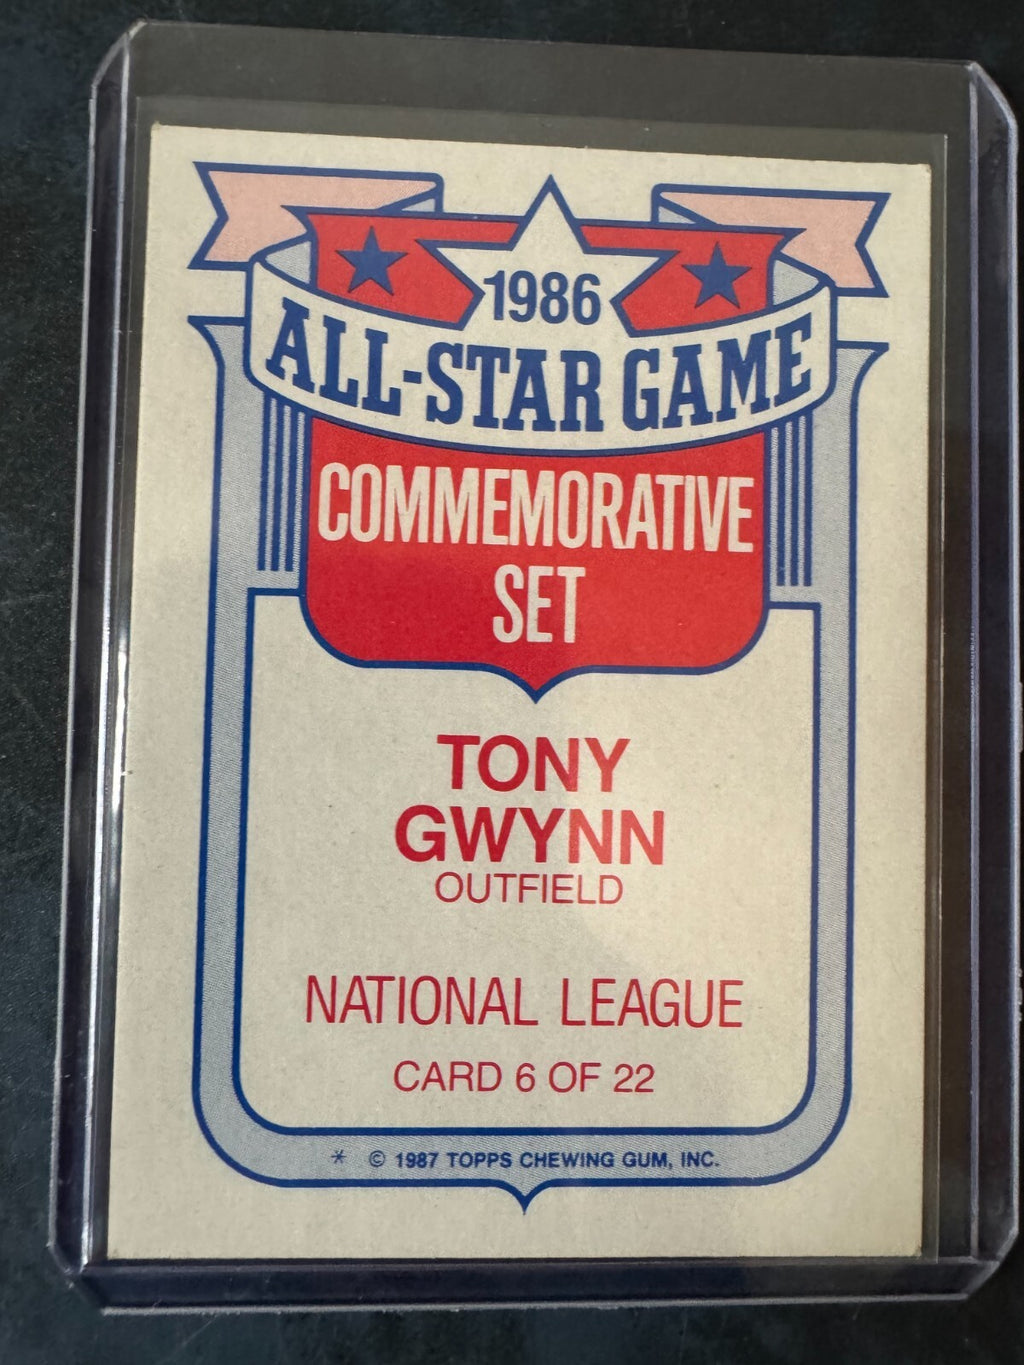 1986
ALL-STAR GAME
COMMEMORATIVE
SET
TONY
GWYNN
OUTFIELD
NATIONAL LEAGUE
CARD 6 OF 22
* © 1987 TOPPS CHEWING GUM, INC.